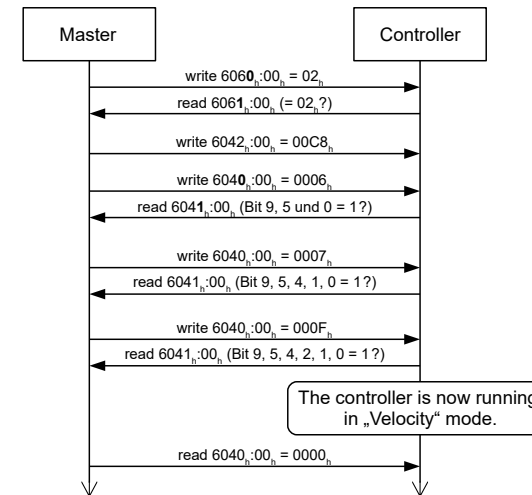 Master
Controller
write 6060h:00h = 02h
read 6061h:00h (= 02h?)
write 6042h:00h = 00C8h
write 6040h:00h = 0006h
read 6041h:00h (Bit 9, 5 und 0 = 1?)
write 6040h:00h = 0007h
read 6041h:00h (Bit 9, 5, 4, 1, 0 = 1?)
write 6040h:00h = 000Fh
read 6041h:00h (Bit 9, 5, 4, 2, 1, 0 = 1?)
The controller is now running
in „Velocity“ mode.
read 6040h:00h = 0000h